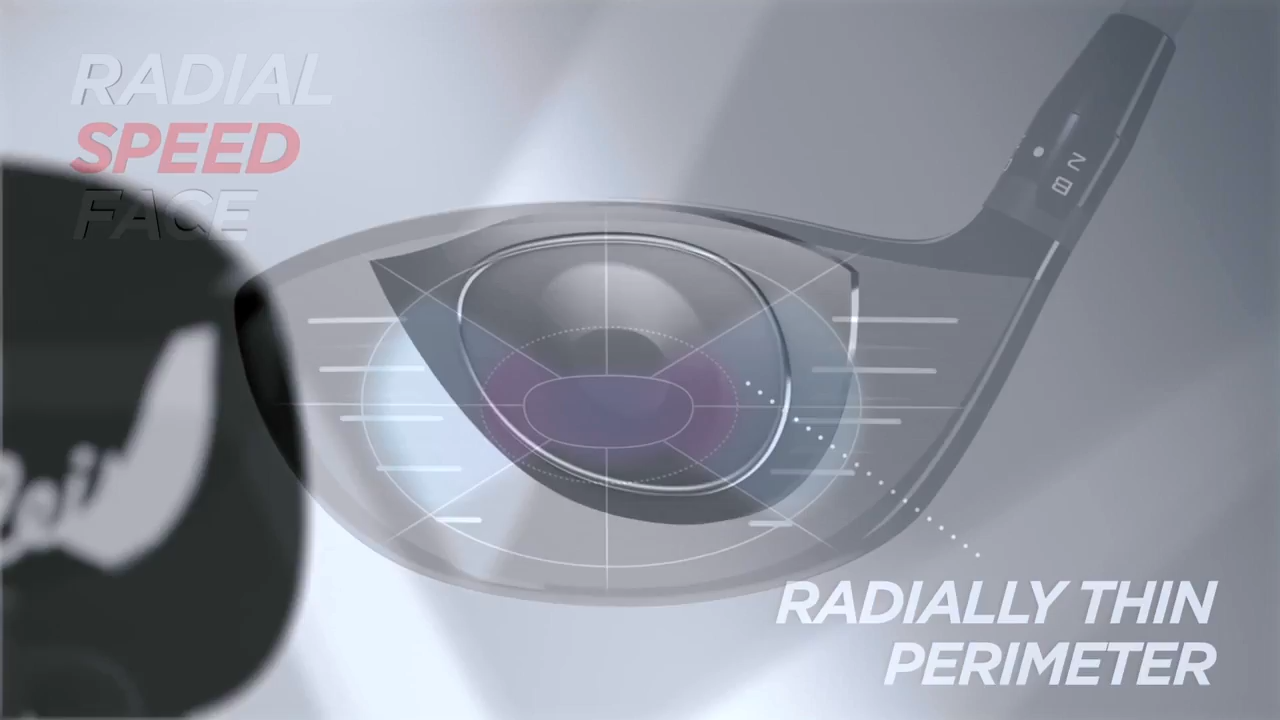 RADIAL
SPEED
FACE
N
RADIALLY THIN
PERIMETER